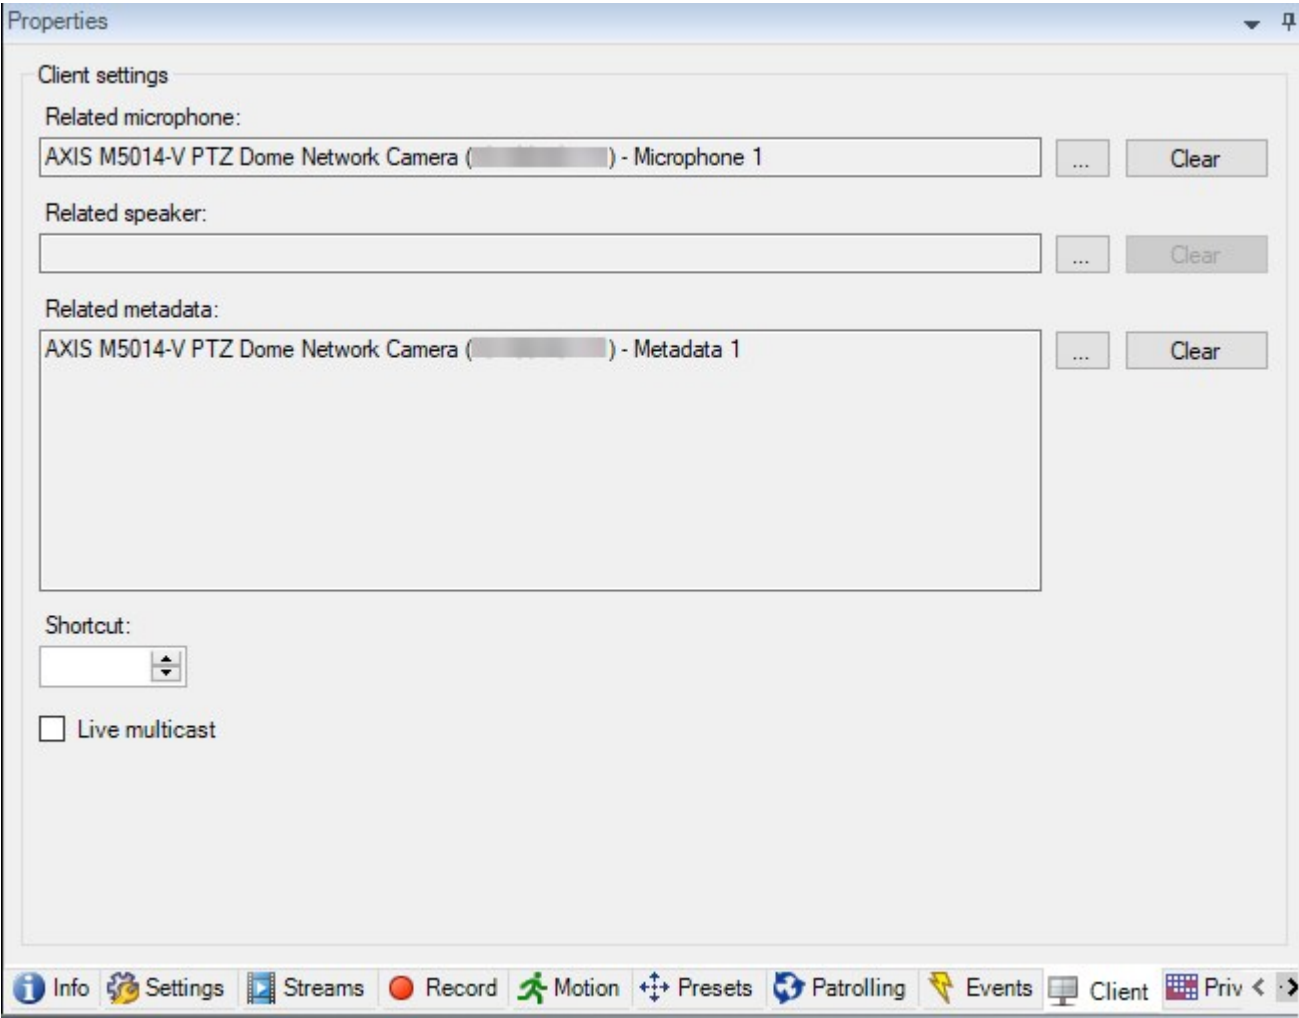 Properties
Client settings
Related microphone:
AXIS M5014-V PTZ Dome Network Camera ( ) - Microphone 1
...
Clear
Related speaker:
...
Clear
Related metadata:
AXIS M5014-V PTZ Dome Network Camera ( ) - Metadata 1
...
Clear
Shortcut:
Live multicast
Info Settings Streams Record Motion Presets Patrolling Events Client Priv